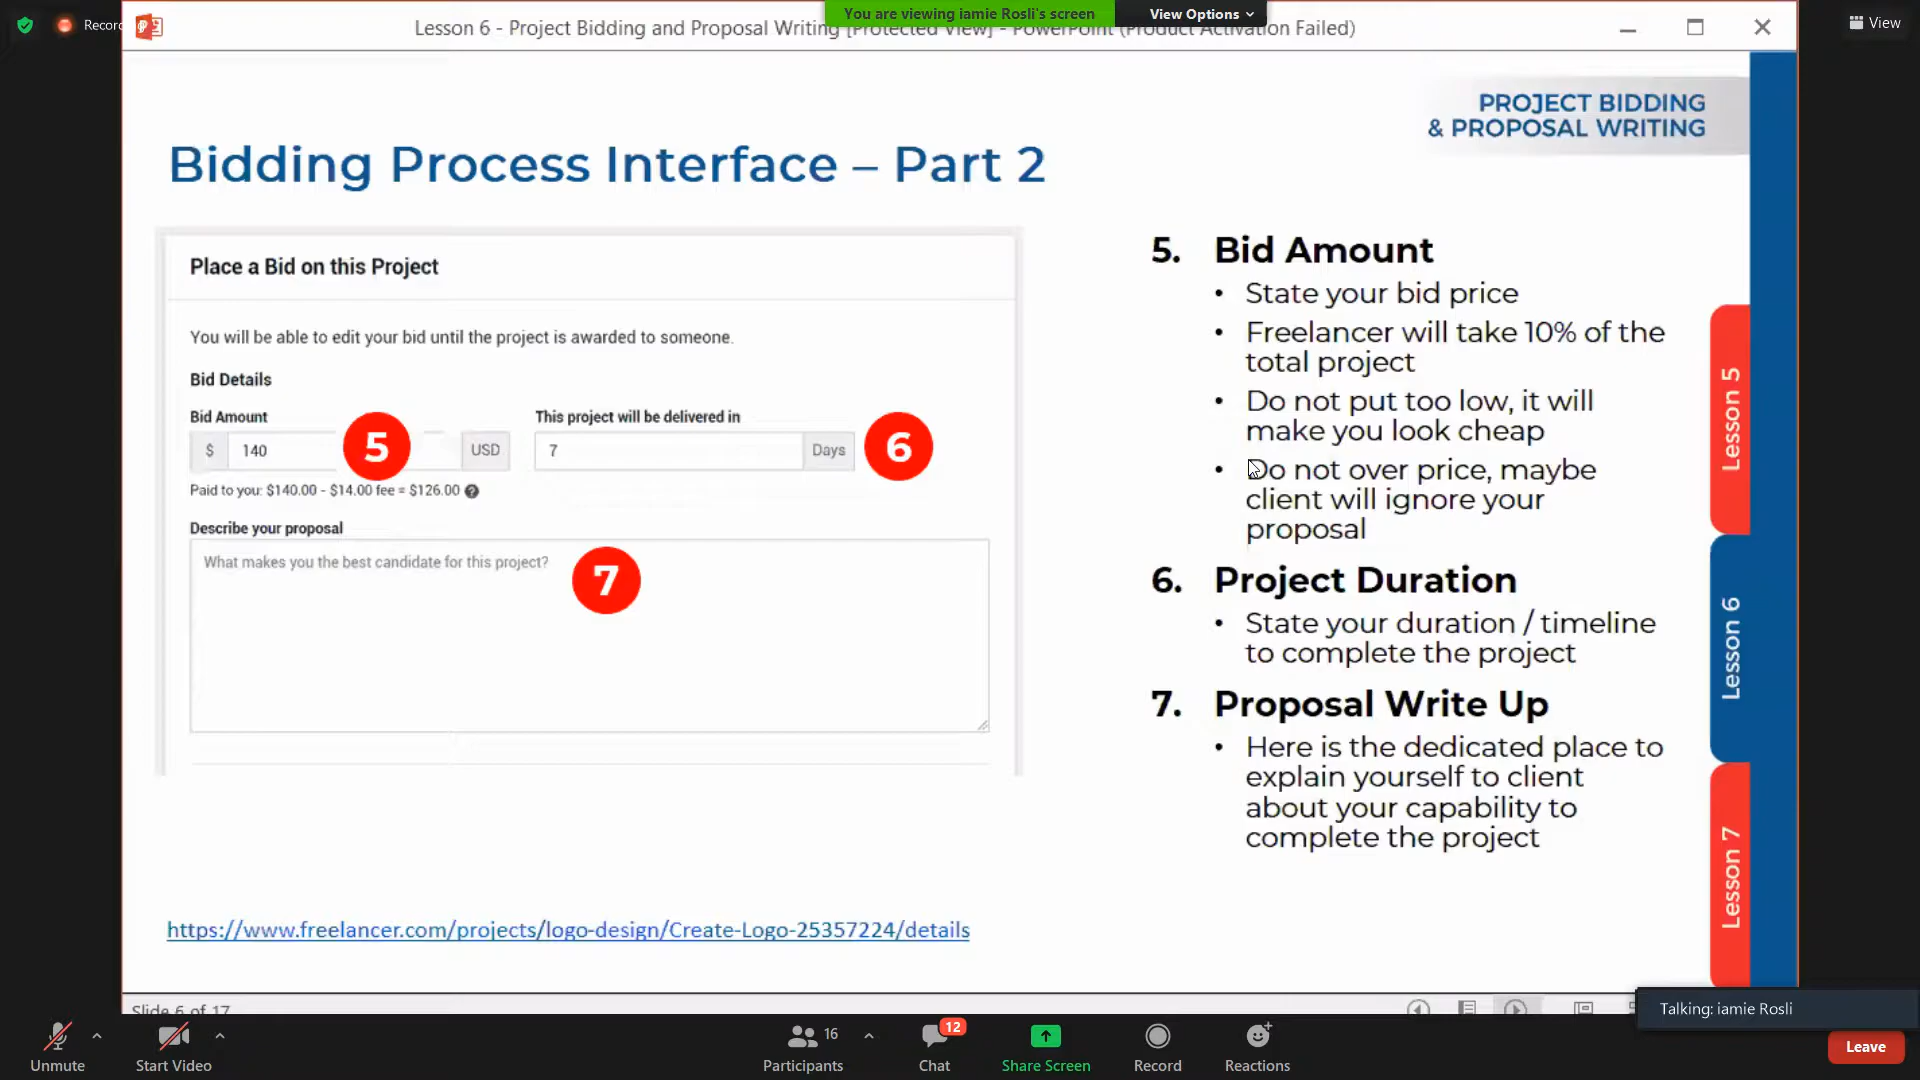 You are viewing iamie Rosli's screen
View Options
View
Lesson 6 - Project Bidding and Proposal Writing [Protected View] - PowerPoint (Product Activation Failed)
PROJECT BIDDING
& PROPOSAL WRITING
Bidding Process Interface – Part 2
Place a Bid on this Project
You will be able to edit your bid until the project is awarded to someone.
Bid Details
Bid Amount
This project will be delivered in
$ 140
5
USD
7
Days
6
Paid to you: $140.00 - $14.00 fee = $126.00 ?
Describe your proposal
What makes you the best candidate for this project?
7
https://www.freelancer.com/projects/logo-design/Create-Logo-25357224/details
5. Bid Amount
• State your bid price
• Freelancer will take 10% of the
total project
• Do not put too low, it will
make you look cheap
• Do not over price, maybe
client will ignore your
proposal
6. Project Duration
• State your duration / timeline
to complete the project
7. Proposal Write Up
• Here is the dedicated place to
explain yourself to client
about your capability to
complete the project
Lesson 5
Lesson 6
Lesson 7
Slide 6 of 17
Talking: iamie Rosli
Unmute
Start Video
16
Participants
12
Chat
Share Screen
Record
Reactions
Leave